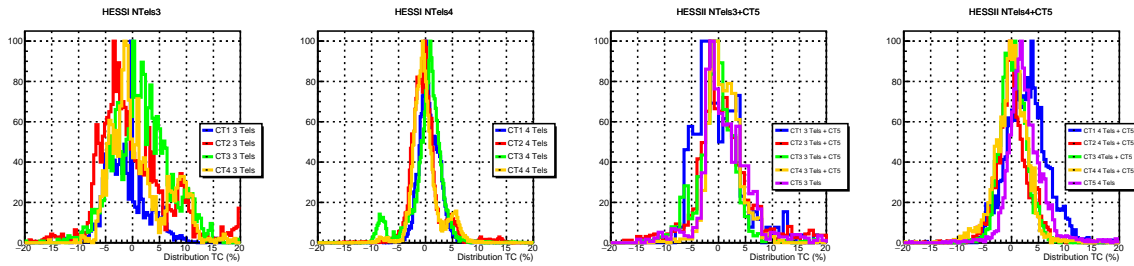 HESSI NTels3
100
80
60
40
20
0
−20 −15 −10 −5 0 5 10 15 20
Distribution TC (%)
CT1 3 Tels
CT2 3 Tels
CT3 3 Tels
CT4 3 Tels
HESSI NTels4
100
80
60
40
20
0
−20 −15 −10 −5 0 5 10 15 20
Distribution TC (%)
CT1 4 Tels
CT2 4 Tels
CT3 4 Tels
CT4 4 Tels
HESSII NTels3+CT5
100
80
60
40
20
0
−20 −15 −10 −5 0 5 10 15 20
Distribution TC (%)
CT1 3 Tels + CT5
CT2 3 Tels + CT5
CT3 3 Tels + CT5
CT4 3 Tels + CT5
CT5 3 Tels
HESSII NTels4+CT5
100
80
60
40
20
0
−20 −15 −10 −5 0 5 10 15 20
Distribution TC (%)
CT1 4 Tels + CT5
CT2 4 Tels + CT5
CT3 4Tels + CT5
CT4 4 Tels + CT5
CT5 4 Tels